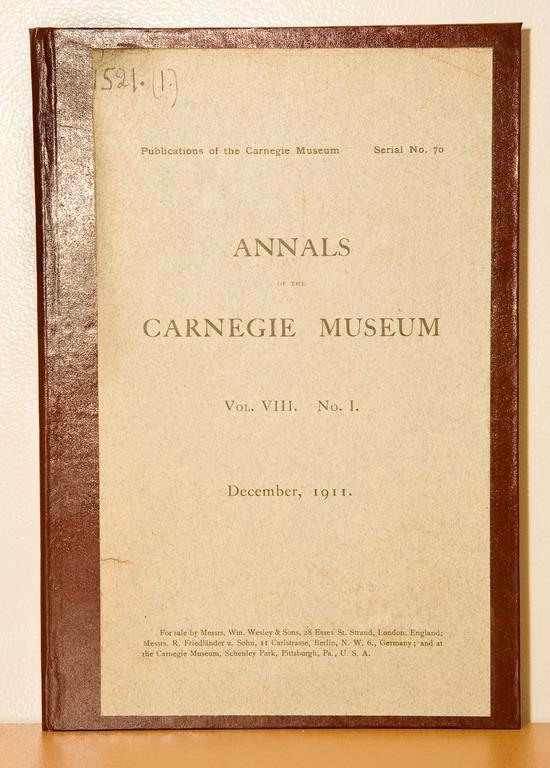 1521. (1.)
Publications of the Carnegie Museum Serial No. 70
ANNALS
OF THE
CARNEGIE MUSEUM
VOL. VIII. NO. 1.
December, 1911.
For sale by Messrs. Wm. Wesley & Sons, 28 Essex St. Strand, London, England;
Messrs. R. Friedländer u. Sohn, 11 Carlstrasse, Berlin, N. W. 6., Germany; and at
the Carnegie Museum, Schenley Park, Pittsburgh, Pa., U. S. A.